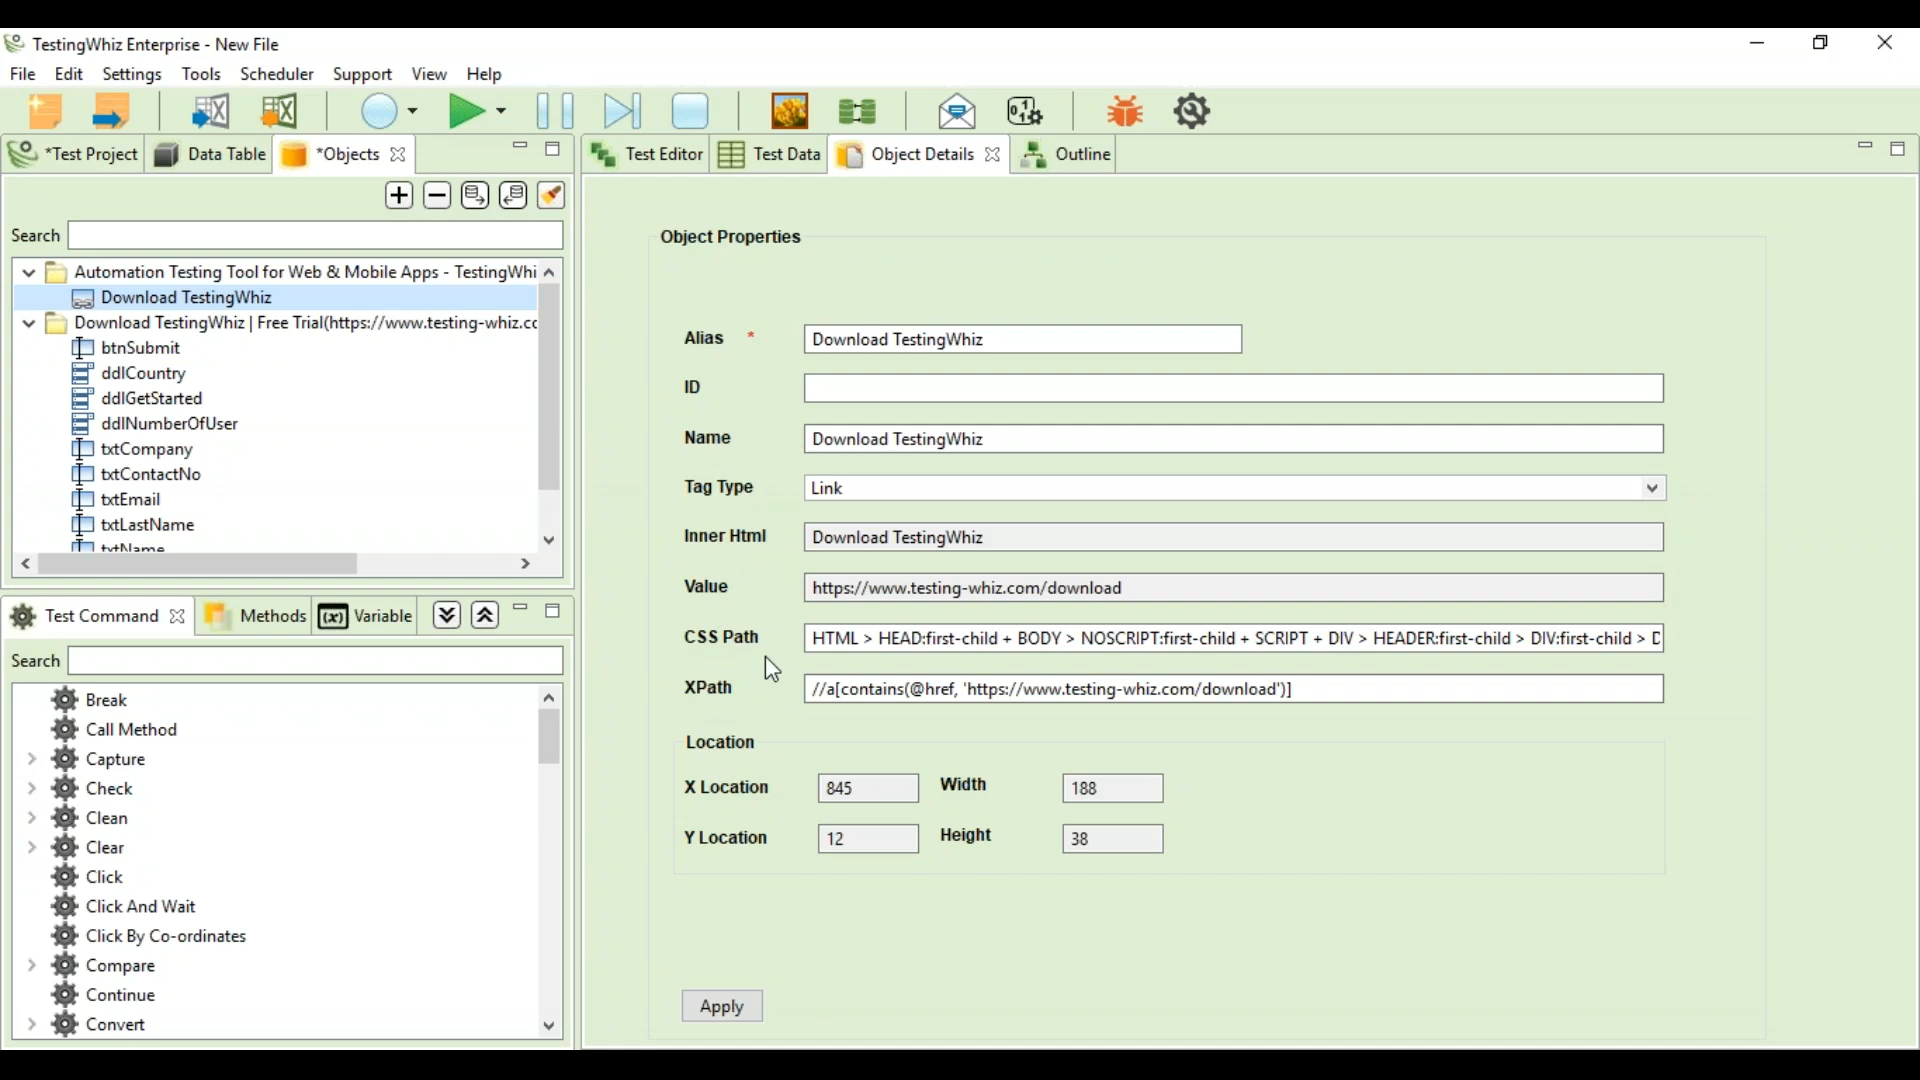 TestingWhiz Enterprise - New File
File Edit Settings Tools Scheduler Support View Help
*Test Project Data Table *Objects
Search
Automation Testing Tool for Web & Mobile Apps - TestingWhi
Download TestingWhiz
Download TestingWhiz | Free Trial(https://www.testing-whiz.cc
btnSubmit
ddlCountry
ddlGetStarted
ddlNumberOfUser
txtCompany
txtContactNo
txtEmail
txtLastName
txtName
Test Command Methods (x) Variable
Search
Break
Call Method
Capture
Check
Clean
Clear
Click
Click And Wait
Click By Co-ordinates
Compare
Continue
Convert
Test Editor Test Data Object Details Outline
Object Properties
Alias * Download TestingWhiz
ID
Name Download TestingWhiz
Tag Type Link
Inner Html Download TestingWhiz
Value https://www.testing-whiz.com/download
CSS Path HTML > HEAD:first-child + BODY > NOSCRIPT:first-child + SCRIPT + DIV > HEADER:first-child > DIV:first-child > D
XPath //a[contains(@href, 'https://www.testing-whiz.com/download')]
Location
X Location 845 Width 188
Y Location 12 Height 38
Apply